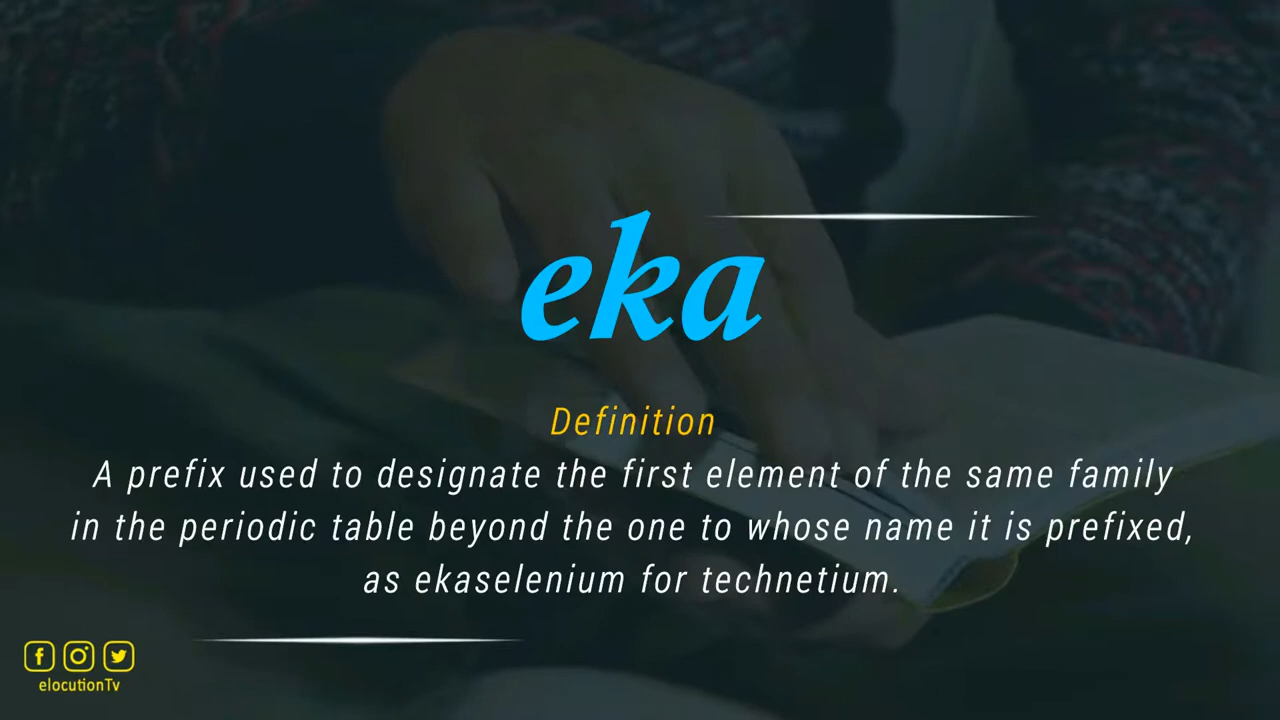 eka
Definition
A prefix used to designate the first element of the same family
in the periodic table beyond the one to whose name it is prefixed,
as ekaselenium for technetium.
elocutionTv